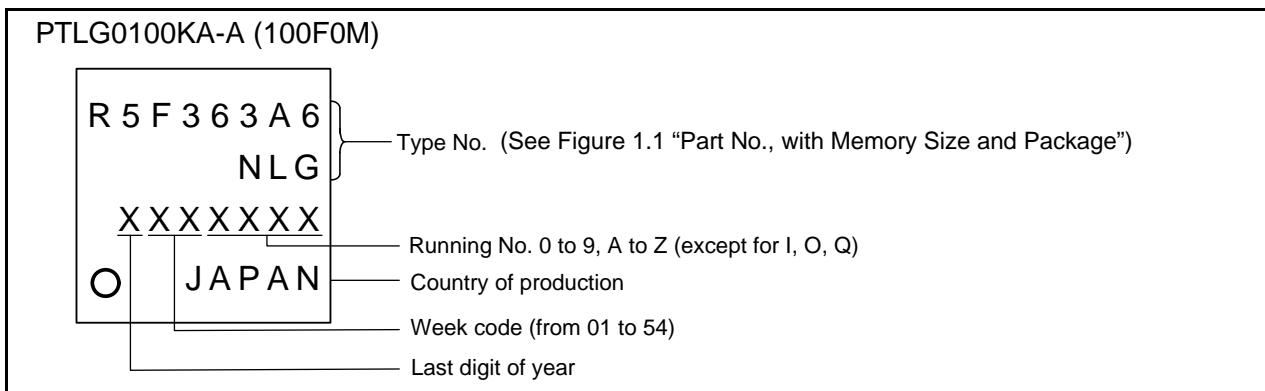 PTLG0100KA-A (100F0M)
R5F363A6
NLG
Type No. (See Figure 1.1 “Part No., with Memory Size and Package”)
XXXXXXX
Running No. 0 to 9, A to Z (except for I, O, Q)
JAPAN
Country of production
Week code (from 01 to 54)
Last digit of year